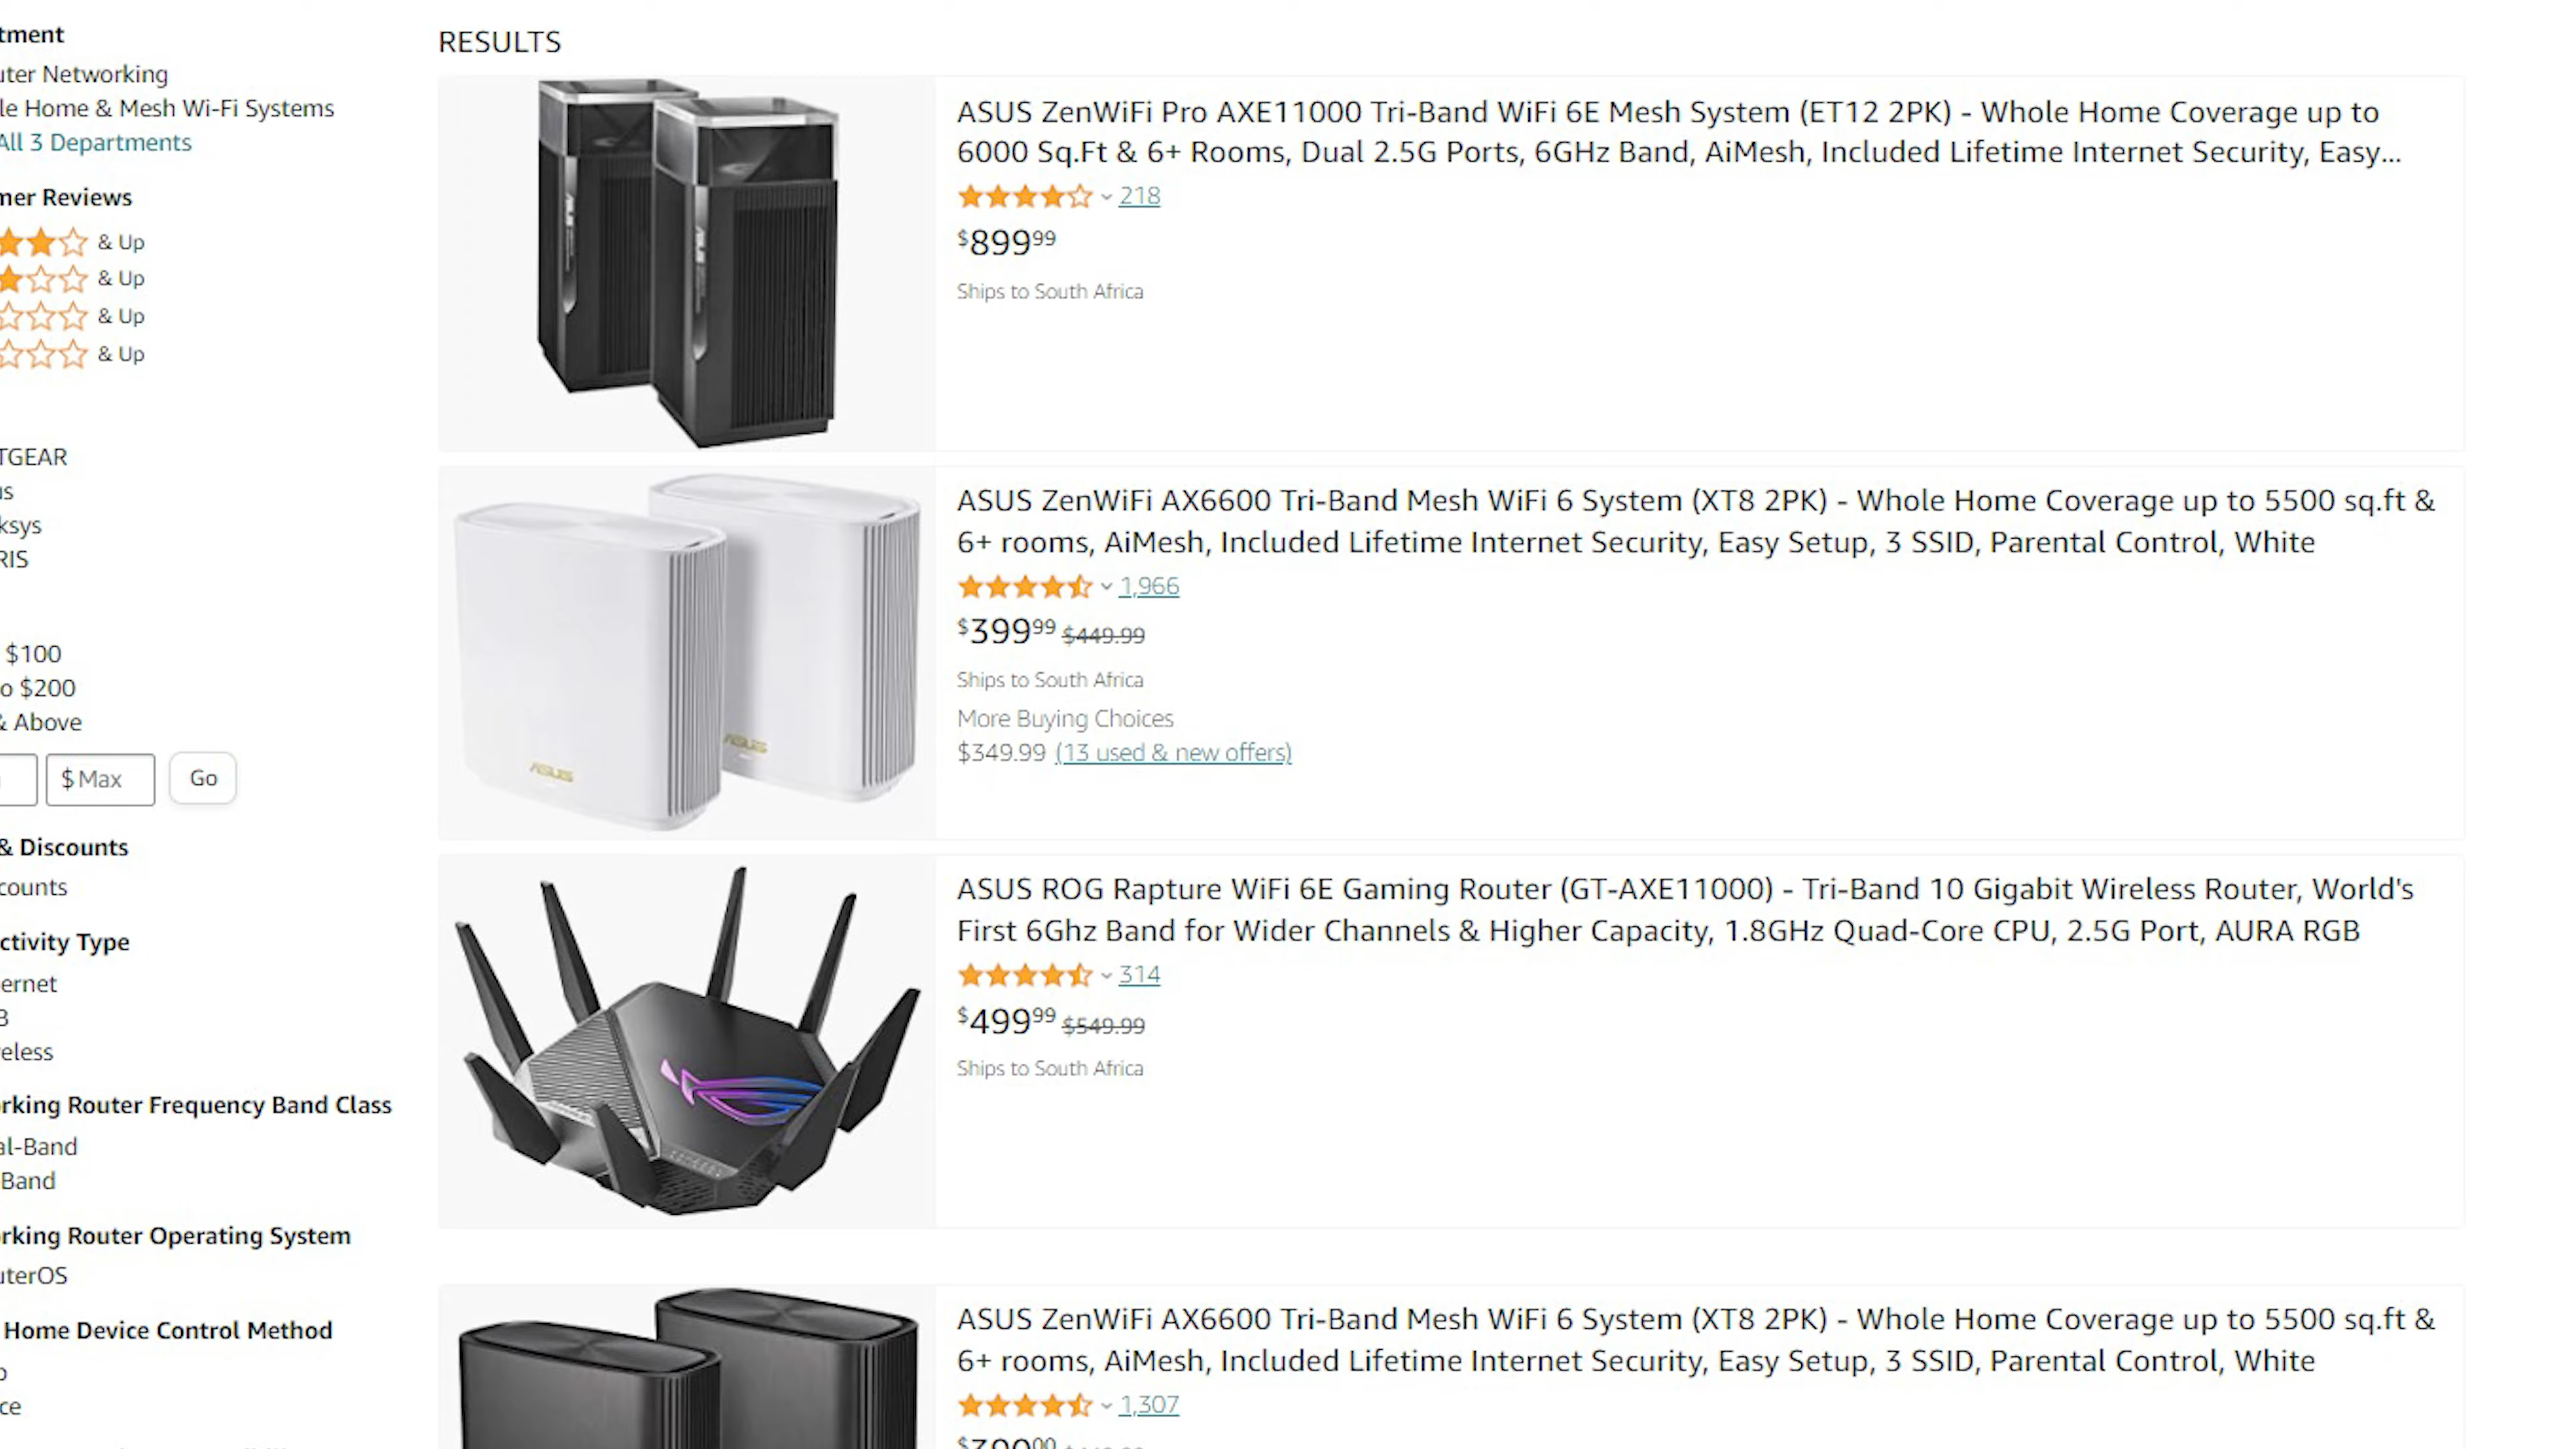 tment
uter Networking
le Home & Mesh Wi-Fi Systems
All 3 Departments
mer Reviews
& Up
& Up
& Up
& Up
TGEAR
us
ksys
RIS
$100
o $200
& Above
$ Max
Go
& Discounts
counts
ctivity Type
ernet
B
eless
rking Router Frequency Band Class
al-Band
Band
rking Router Operating System
uterOS
Home Device Control Method
ce
RESULTS
ASUS ZenWiFi Pro AXE11000 Tri-Band WiFi 6E Mesh System (ET12 2PK) - Whole Home Coverage up to
6000 Sq.Ft & 6+ Rooms, Dual 2.5G Ports, 6GHz Band, AiMesh, Included Lifetime Internet Security, Easy...
218
$899.99
Ships to South Africa
ASUS ZenWiFi AX6600 Tri-Band Mesh WiFi 6 System (XT8 2PK) - Whole Home Coverage up to 5500 sq.ft &
6+ rooms, AiMesh, Included Lifetime Internet Security, Easy Setup, 3 SSID, Parental Control, White
1,966
$399.99 $449.99
Ships to South Africa
More Buying Choices
$349.99 (13 used & new offers)
ASUS
ASUS
ASUS ROG Rapture WiFi 6E Gaming Router (GT-AXE11000) - Tri-Band 10 Gigabit Wireless Router, World's
First 6Ghz Band for Wider Channels & Higher Capacity, 1.8GHz Quad-Core CPU, 2.5G Port, AURA RGB
314
$499.99 $549.99
Ships to South Africa
ASUS ZenWiFi AX6600 Tri-Band Mesh WiFi 6 System (XT8 2PK) - Whole Home Coverage up to 5500 sq.ft &
6+ rooms, AiMesh, Included Lifetime Internet Security, Easy Setup, 3 SSID, Parental Control, White
1,307